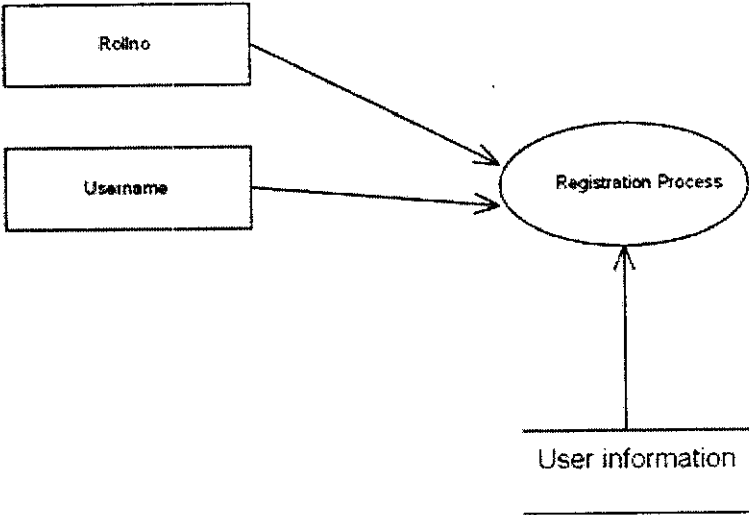 Rollno
Username
Registration Process
User information